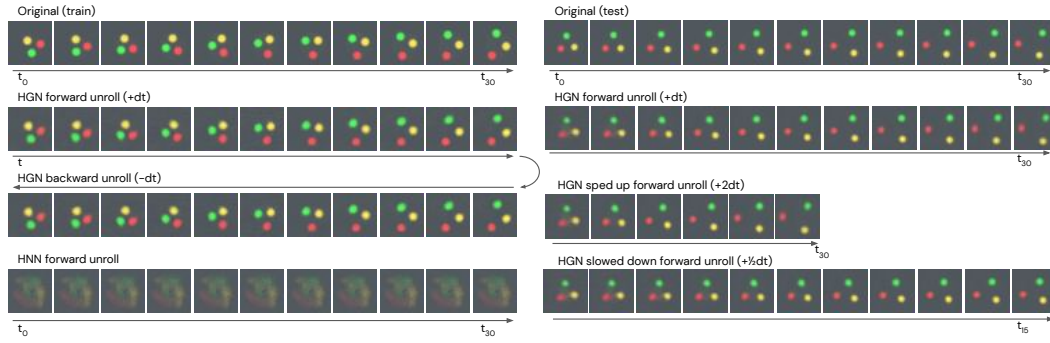 Original (train)
t0
t30
HGN forward unroll (+dt)
t
HGN backward unroll (-dt)
HNN forward unroll
t0
t30
Original (test)
t0
t30
HGN forward unroll (+dt)
t30
HGN sped up forward unroll (+2dt)
t30
HGN slowed down forward unroll (+½dt)
t15